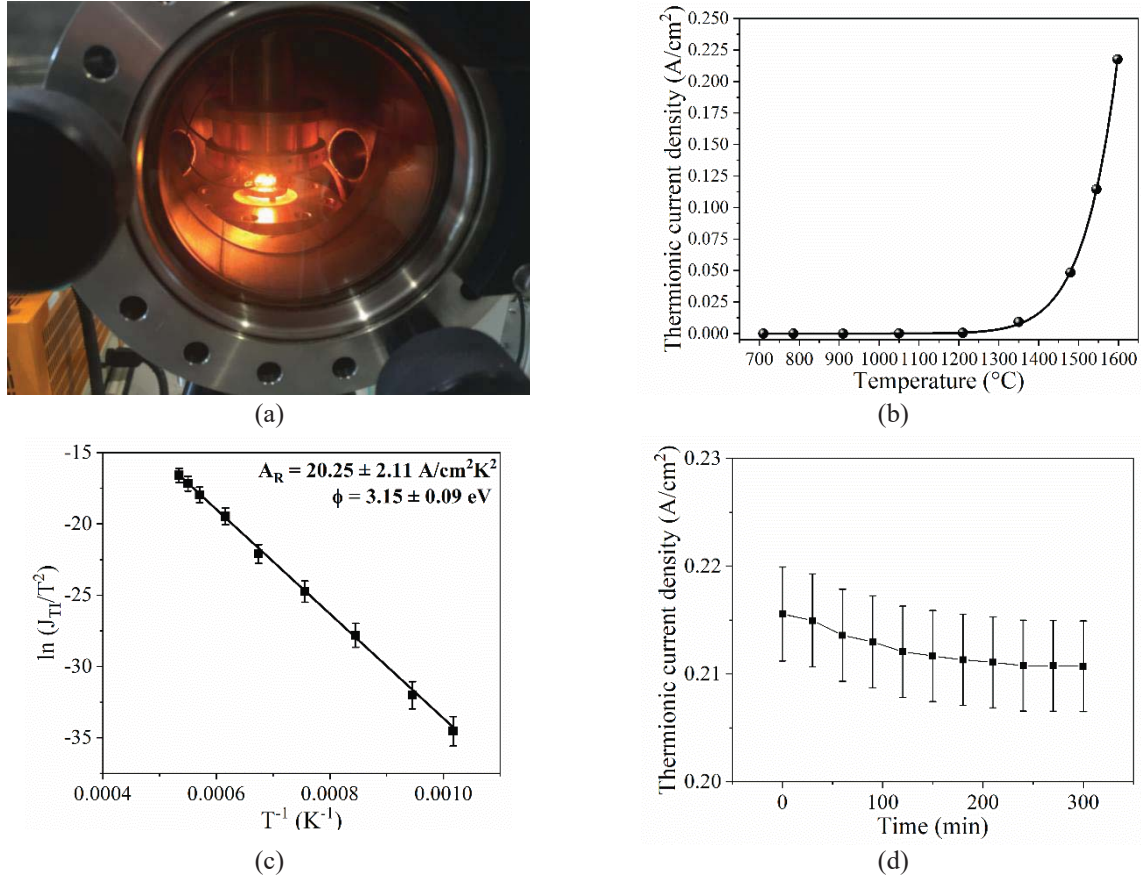 (a)
Thermionic current density (A/cm²)
0.250
0.225
0.200
0.175
0.150
0.125
0.100
0.075
0.050
0.025
0.000
700 800 900 1000 1100 1200 1300 1400 1500 1600
Temperature (°C)
(b)
ln (J_TI/T²)
-15
-20
-25
-30
-35
A_R = 20.25 ± 2.11 A/cm²K²
ϕ = 3.15 ± 0.09 eV
0.0004 0.0006 0.0008 0.0010
T⁻¹ (K⁻¹)
(c)
Thermionic current density (A/cm²)
0.23
0.22
0.21
0.20
0 100 200 300
Time (min)
(d)